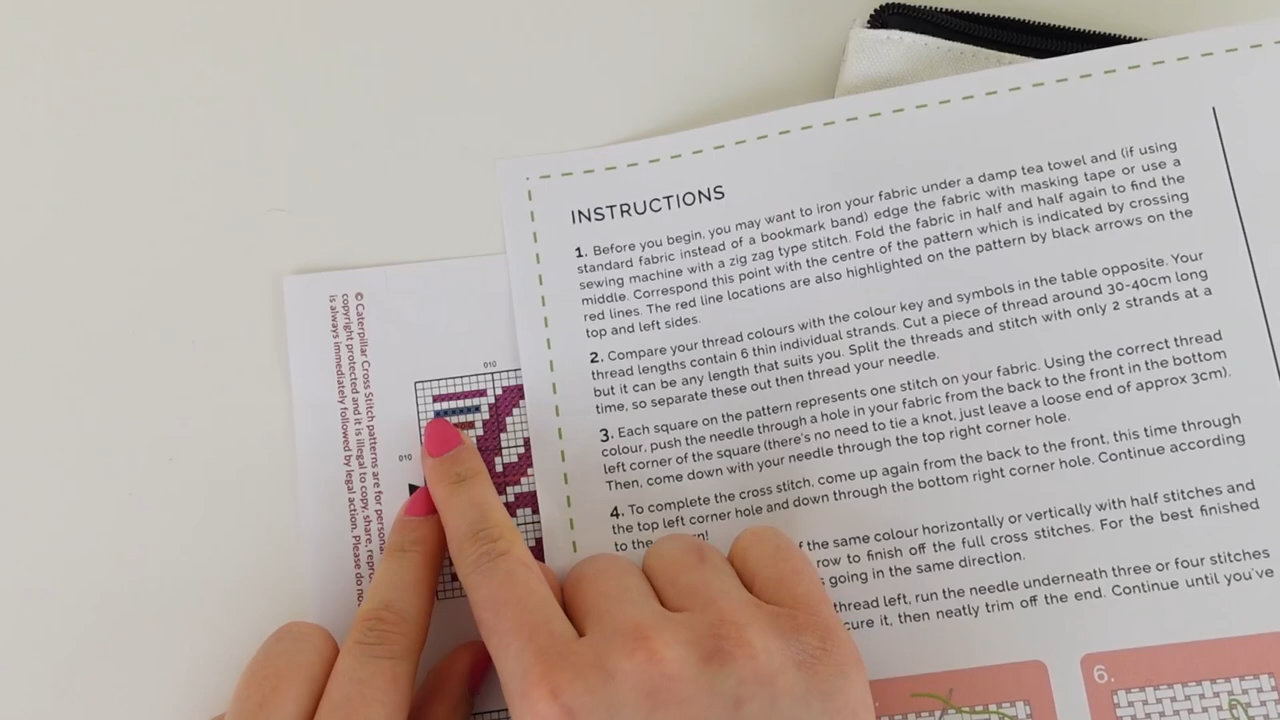 INSTRUCTIONS
1. Before you begin, you may want to iron your fabric under a damp tea towel and (if using
standard fabric instead of a bookmark band) edge the fabric with masking tape or use a
sewing machine with a zig zag type stitch. Fold the fabric in half and half again to find the
middle. Correspond this point with the centre of the pattern which is indicated by crossing
red lines. The red line locations are also highlighted on the pattern by black arrows on the
top and left sides.
2. Compare your thread colours with the colour key and symbols in the table opposite. Your
thread lengths contain 6 thin individual strands. Cut a piece of thread around 30-40cm long
but it can be any length that suits you. Split the threads and stitch with only 2 strands at a
time, so separate these out then thread your needle.
3. Each square on the pattern represents one stitch on your fabric. Using the correct thread
colour, push the needle through a hole in your fabric from the back to the front in the bottom
left corner of the square (there's no need to tie a knot, just leave a loose end of approx 3cm).
Then, come down with your needle through the top right corner hole.
4. To complete the cross stitch, come up again from the back to the front, this time through
the top left corner hole and down through the bottom right corner hole. Continue according
to the n!
f the same colour horizontally or vertically with half stitches and
row to finish off the full cross stitches. For the best finished
going in the same direction.
thread left, run the needle underneath three or four stitches
cure it, then neatly trim off the end. Continue until you've
6.
© Caterpillar Cross Stitch patterns are for personal
copyright protected and it is illegal to copy, share, repro
is always immediately followed by legal action. Please do no
010
010